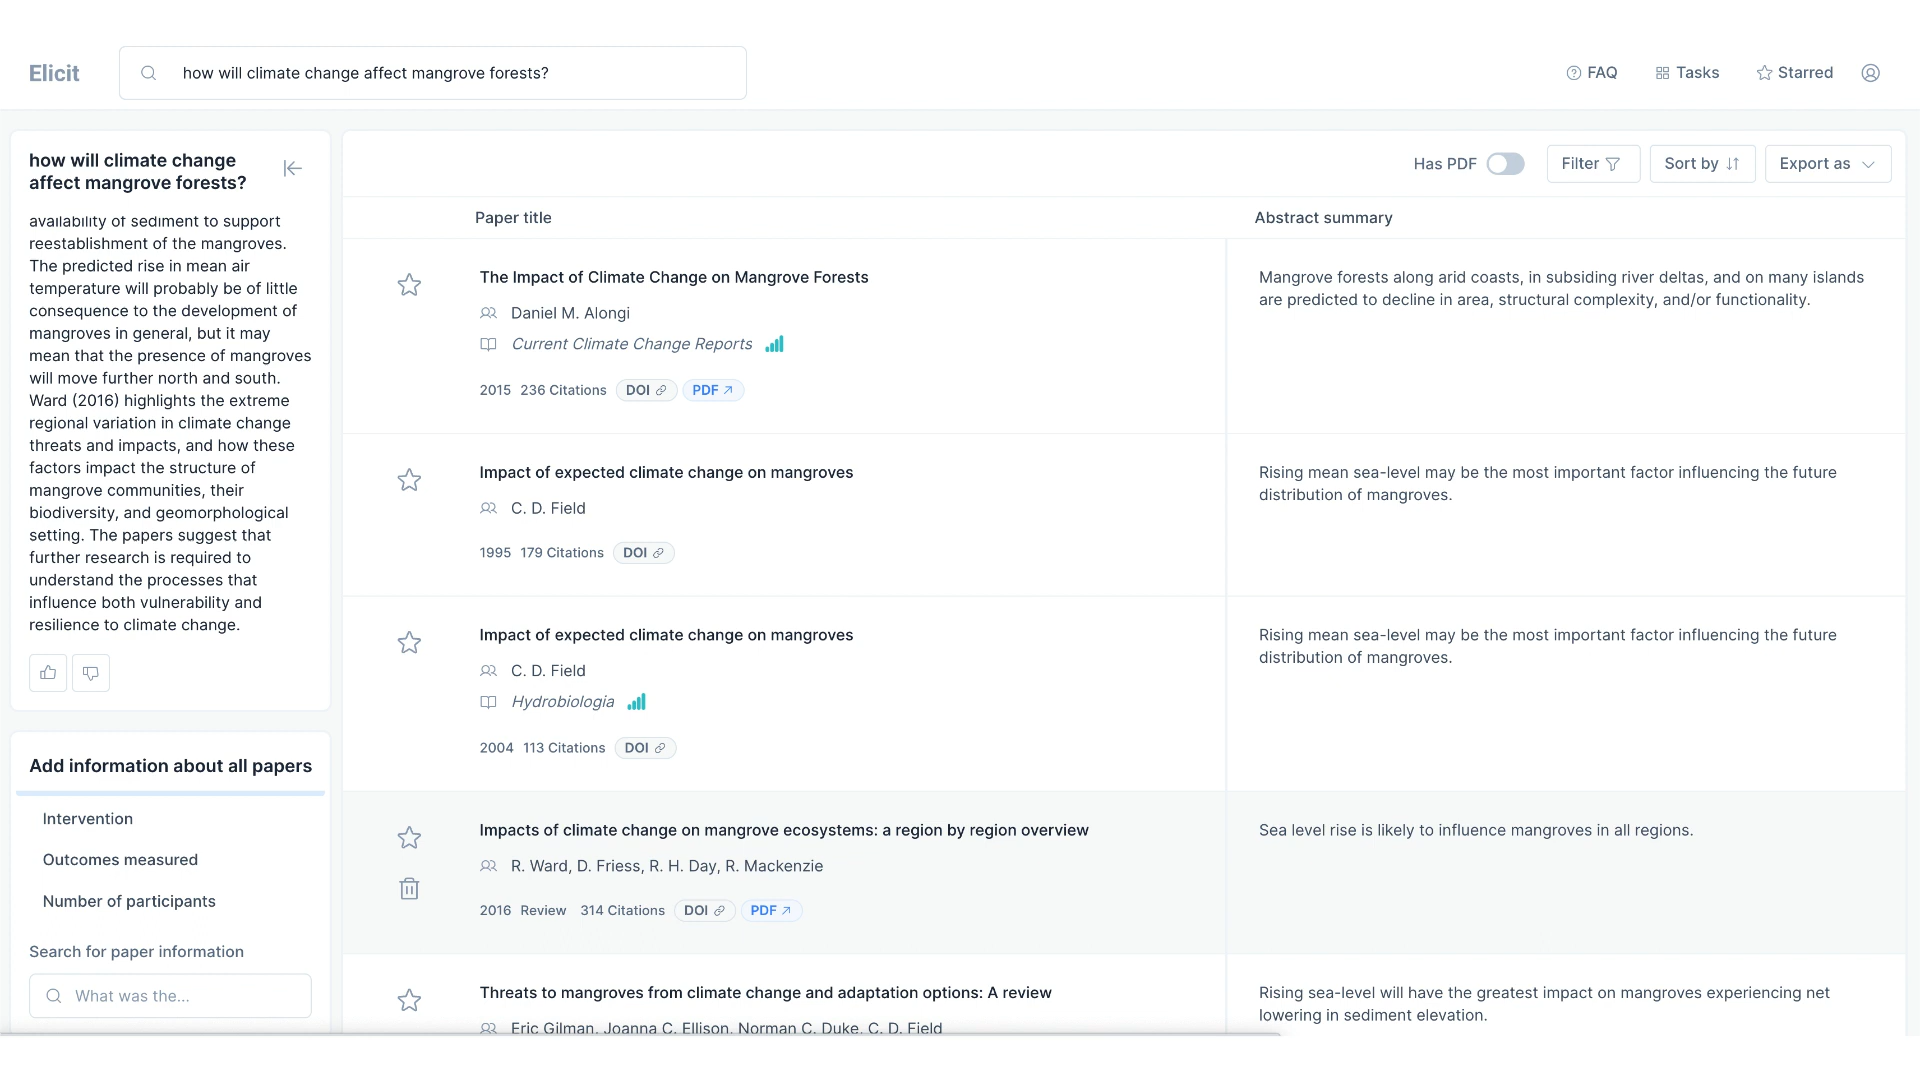 Elicit
how will climate change affect mangrove forests?
FAQ
Tasks
Starred
how will climate change
affect mangrove forests?
availability of sediment to support
reestablishment of the mangroves.
The predicted rise in mean air
temperature will probably be of little
consequence to the development of
mangroves in general, but it may
mean that the presence of mangroves
will move further north and south.
Ward (2016) highlights the extreme
regional variation in climate change
threats and impacts, and how these
factors impact the structure of
mangrove communities, their
biodiversity, and geomorphological
setting. The papers suggest that
further research is required to
understand the processes that
influence both vulnerability and
resilience to climate change.
Add information about all papers
Intervention
Outcomes measured
Number of participants
Search for paper information
What was the...
Has PDF
Filter
Sort by
Export as
Paper title
Abstract summary
The Impact of Climate Change on Mangrove Forests
Daniel M. Alongi
Current Climate Change Reports
2015 236 Citations DOI PDF
Mangrove forests along arid coasts, in subsiding river deltas, and on many islands
are predicted to decline in area, structural complexity, and/or functionality.
Impact of expected climate change on mangroves
C. D. Field
1995 179 Citations DOI
Rising mean sea-level may be the most important factor influencing the future
distribution of mangroves.
Impact of expected climate change on mangroves
C. D. Field
Hydrobiologia
2004 113 Citations DOI
Rising mean sea-level may be the most important factor influencing the future
distribution of mangroves.
Impacts of climate change on mangrove ecosystems: a region by region overview
R. Ward, D. Friess, R. H. Day, R. Mackenzie
2016 Review 314 Citations DOI PDF
Sea level rise is likely to influence mangroves in all regions.
Threats to mangroves from climate change and adaptation options: A review
Eric Gilman, Joanna C. Ellison, Norman C. Duke, C. D. Field
Rising sea-level will have the greatest impact on mangroves experiencing net
lowering in sediment elevation.